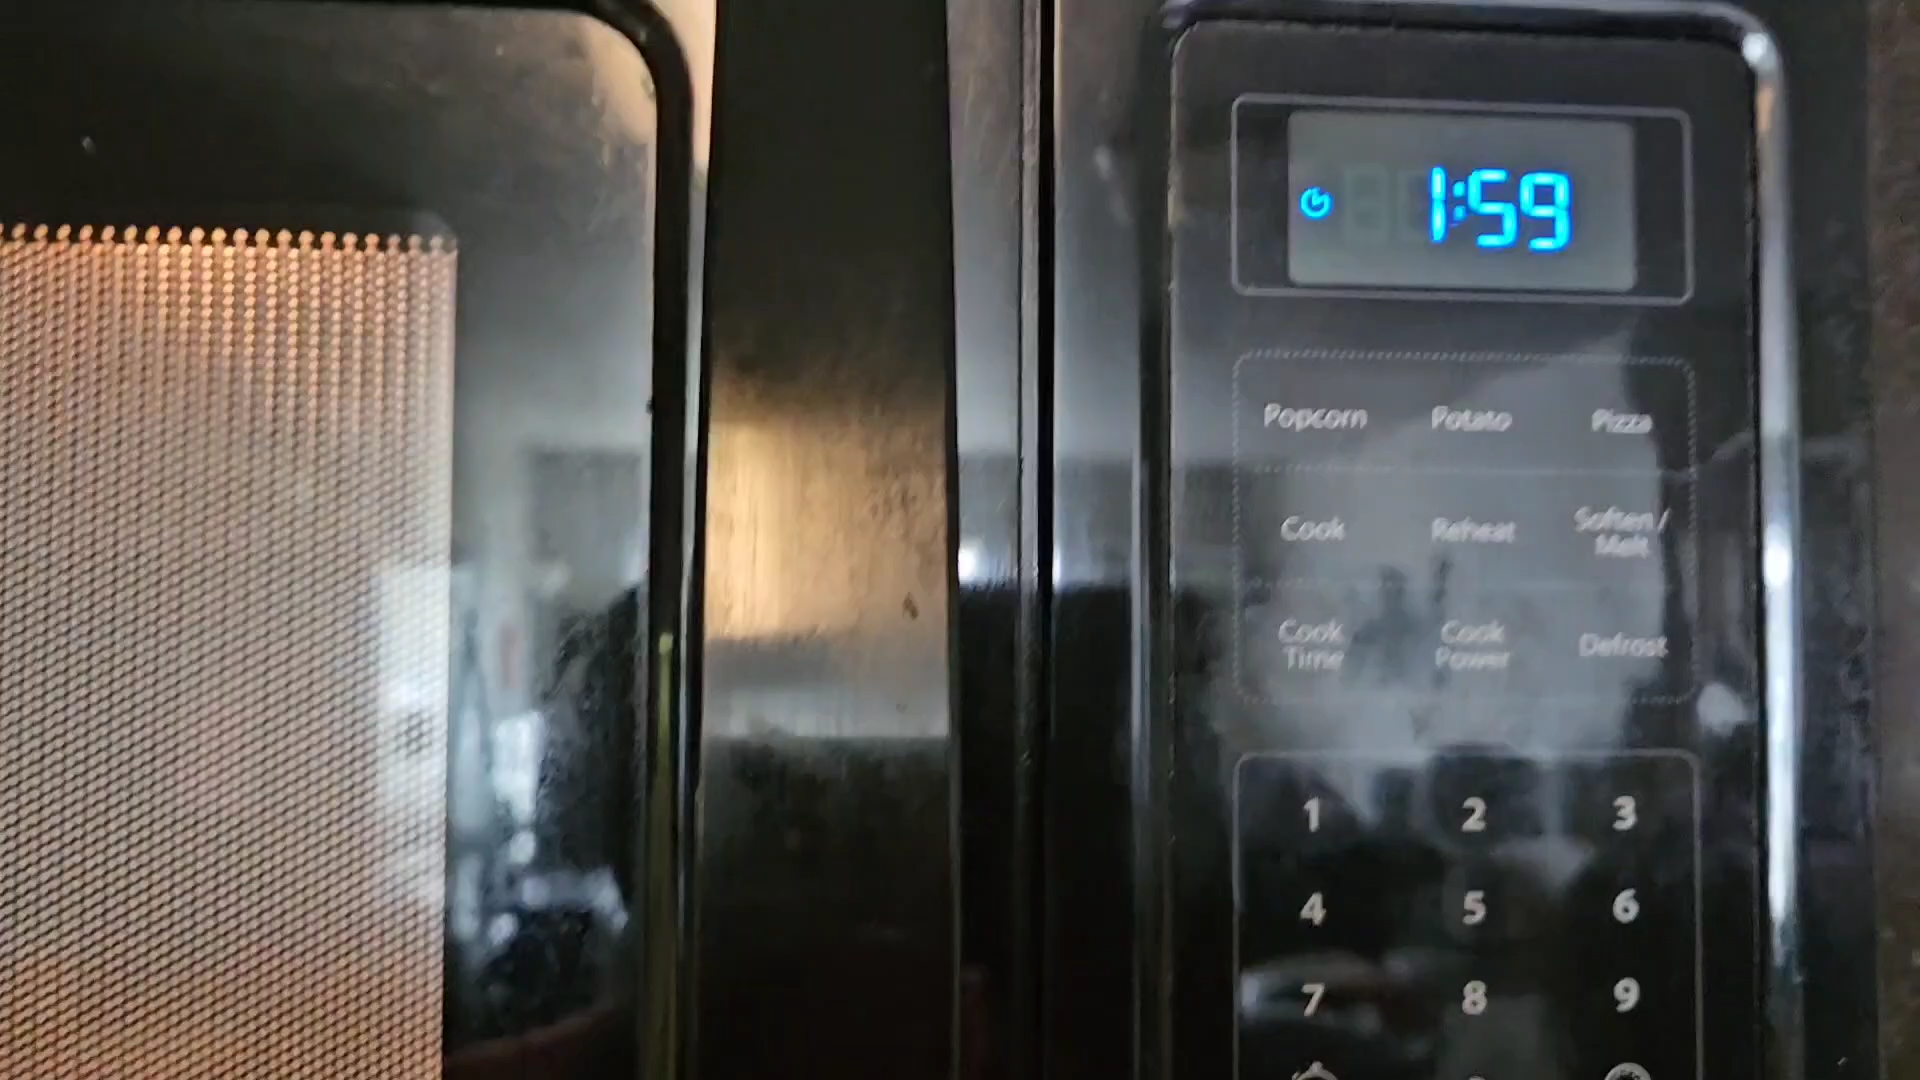 1:59
Popcorn Potato Pizza
Cook Reheat Soften /
Melt
Cook Cook Defrost
Time Power
1 2 3
4 5 6
7 8 9